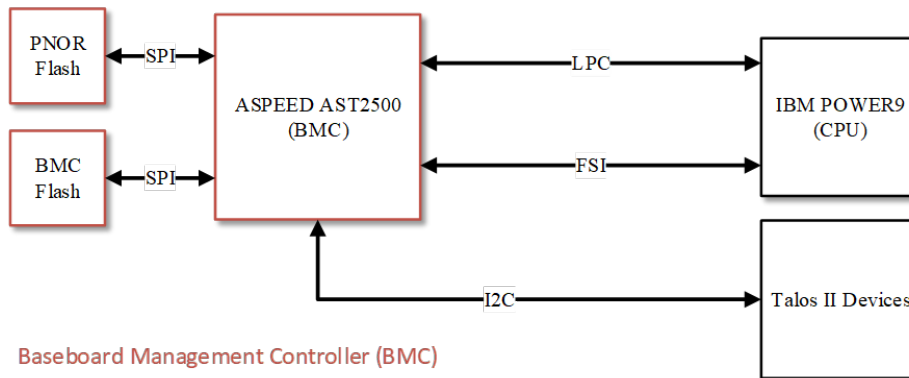 PNOR
Flash
SPI
ASPEED AST2500
(BMC)
LPC
IBM POWER9
(CPU)
BMC
Flash
SPI
FSI
I2C
Talos II Devices
Baseboard Management Controller (BMC)